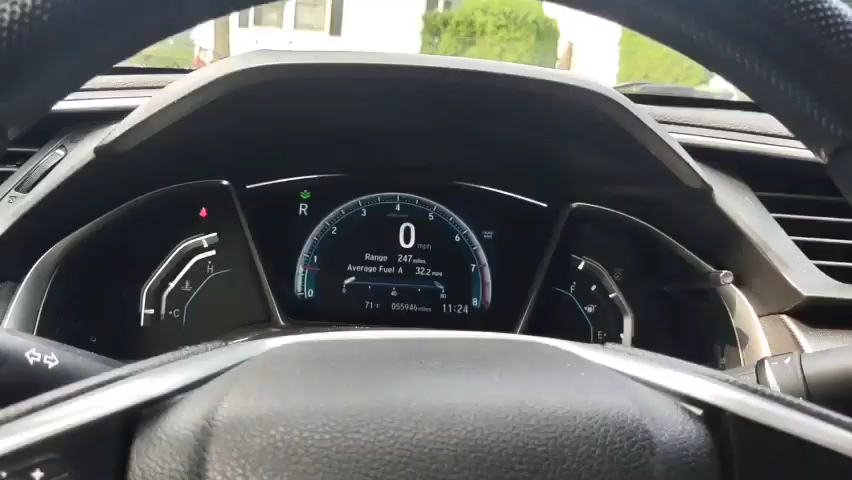 R
0 1 2 3 4 5 6 7 8
0 mph
Range 247 miles
Average Fuel A 32.2 mpg
0 40 80
71°F 055946 miles 11:24
H
C
F
E